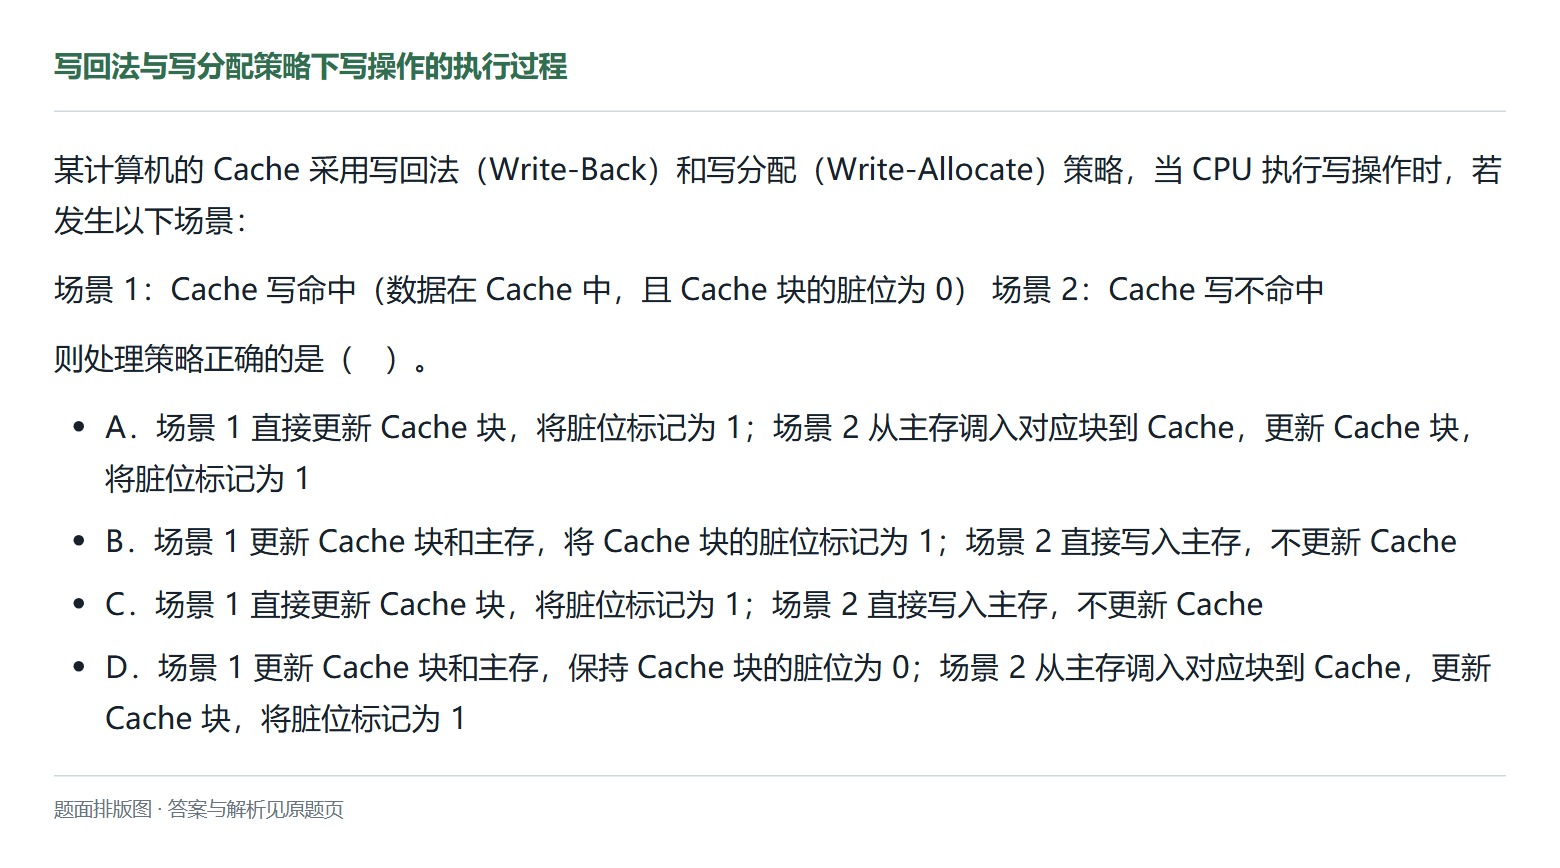 写回法与写分配策略下写操作的执行过程
某计算机的 Cache 采用写回法（Write-Back）和写分配（Write-Allocate）策略，当 CPU 执行写操作时，若
发生以下场景：
场景 1：Cache 写命中（数据在 Cache 中，且 Cache 块的脏位为 0） 场景 2：Cache 写不命中
则处理策略正确的是（　）。
• A．场景 1 直接更新 Cache 块，将脏位标记为 1；场景 2 从主存调入对应块到 Cache，更新 Cache 块，
将脏位标记为 1
• B．场景 1 更新 Cache 块和主存，将 Cache 块的脏位标记为 1；场景 2 直接写入主存，不更新 Cache
• C．场景 1 直接更新 Cache 块，将脏位标记为 1；场景 2 直接写入主存，不更新 Cache
• D．场景 1 更新 Cache 块和主存，保持 Cache 块的脏位为 0；场景 2 从主存调入对应块到 Cache，更新
Cache 块，将脏位标记为 1
题面排版图 · 答案与解析见原题页